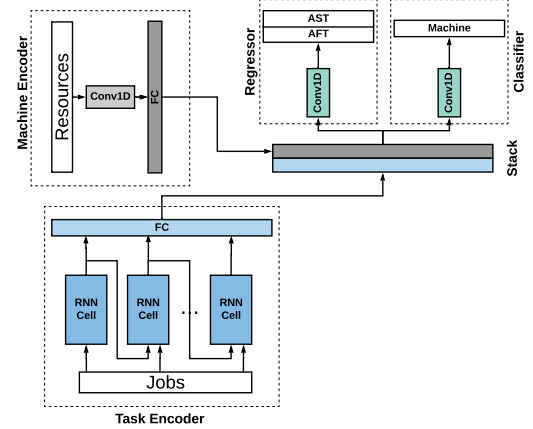 Machine Encoder
Resources
Conv1D
FC
Regressor
AST
AFT
Conv1D
Machine
Conv1D
Classifier
Stack
FC
RNN
Cell
RNN
Cell
...
RNN
Cell
Jobs
Task Encoder